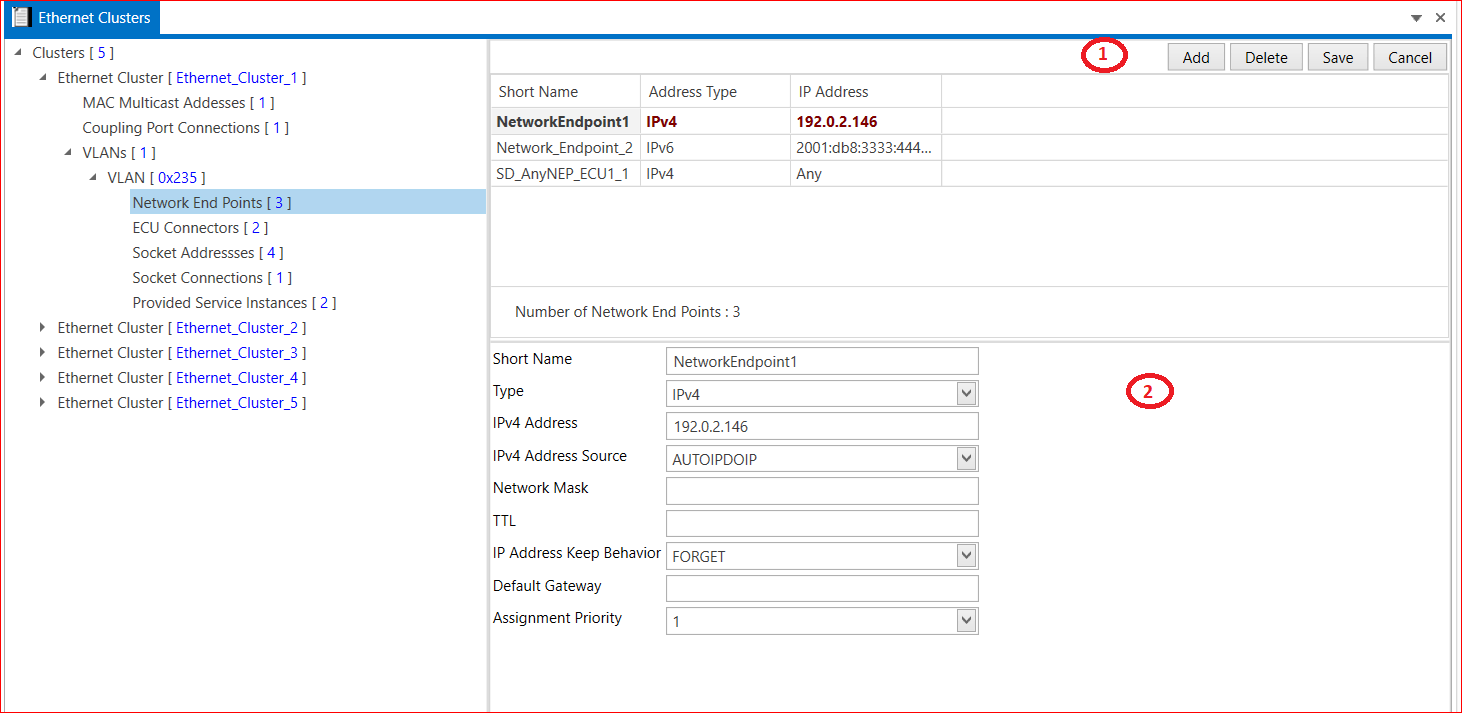 Ethernet Clusters
Clusters [ 5 ]
Ethernet Cluster [ Ethernet_Cluster_1 ]
MAC Multicast Addesses [ 1 ]
Coupling Port Connections [ 1 ]
VLANs [ 1 ]
VLAN [ 0x235 ]
Network End Points [ 3 ]
ECU Connectors [ 2 ]
Socket Addressses [ 4 ]
Socket Connections [ 1 ]
Provided Service Instances [ 2 ]
Ethernet Cluster [ Ethernet_Cluster_2 ]
Ethernet Cluster [ Ethernet_Cluster_3 ]
Ethernet Cluster [ Ethernet_Cluster_4 ]
Ethernet Cluster [ Ethernet_Cluster_5 ]
1 Add Delete Save Cancel
Short Name Address Type IP Address
NetworkEndpoint1 IPv4 192.0.2.146
Network_Endpoint_2 IPv6 2001:db8:3333:444...
SD_AnyNEP_ECU1_1 IPv4 Any
Number of Network End Points : 3
Short Name NetworkEndpoint1
Type IPv4 2
IPv4 Address 192.0.2.146
IPv4 Address Source AUTOIPDOIP
Network Mask
TTL
IP Address Keep Behavior FORGET
Default Gateway
Assignment Priority 1